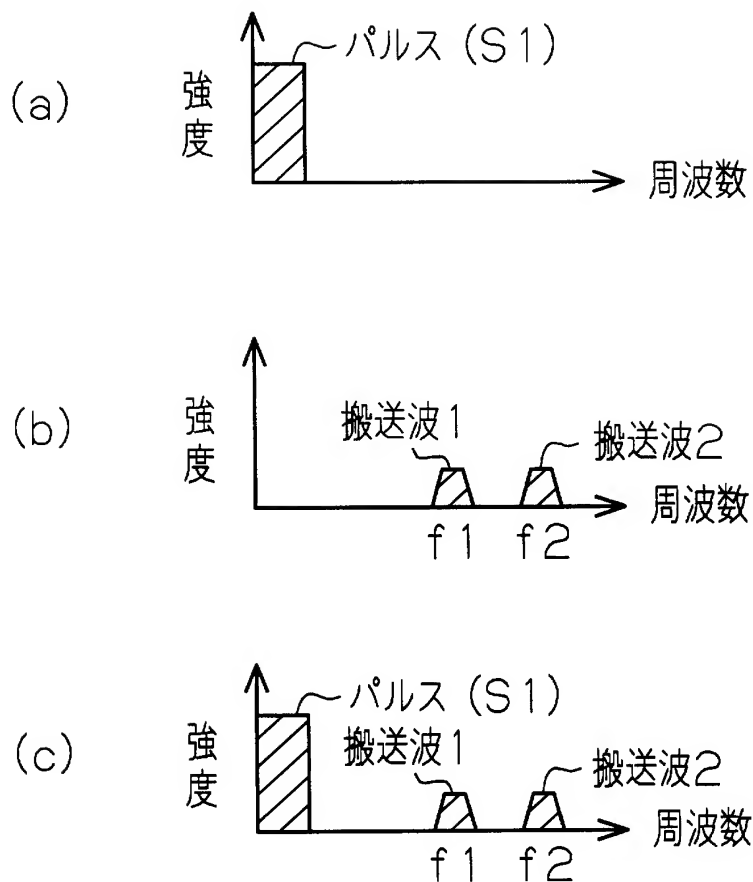 (a)
強度
パルス(S1)
周波数
(b)
強度
搬送波1
搬送波2
周波数
f1
f2
(c)
強度
パルス(S1)
搬送波1
搬送波2
周波数
f1
f2